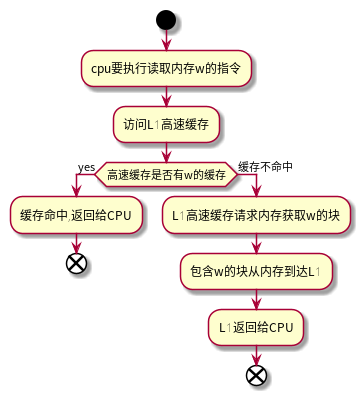 cpu要执行读取内存w的指令
访问L1高速缓存
高速缓存是否有w的缓存
yes
缓存不命中
缓存命中,返回给CPU
L1高速缓存请求内存获取w的块
包含w的块从内存到达L1
L1返回给CPU